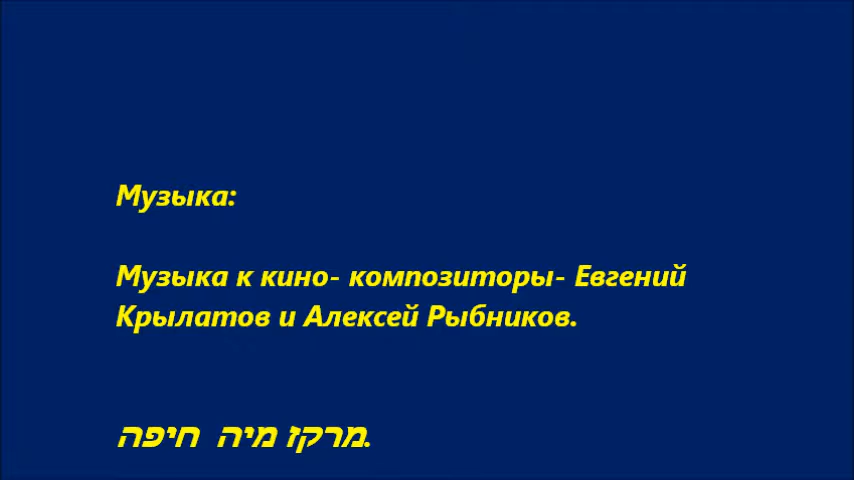 Музыка:
Музыка к кино- композиторы- Евгений
Крылатов и Алексей Рыбников.
מרקז מיה חיפה.